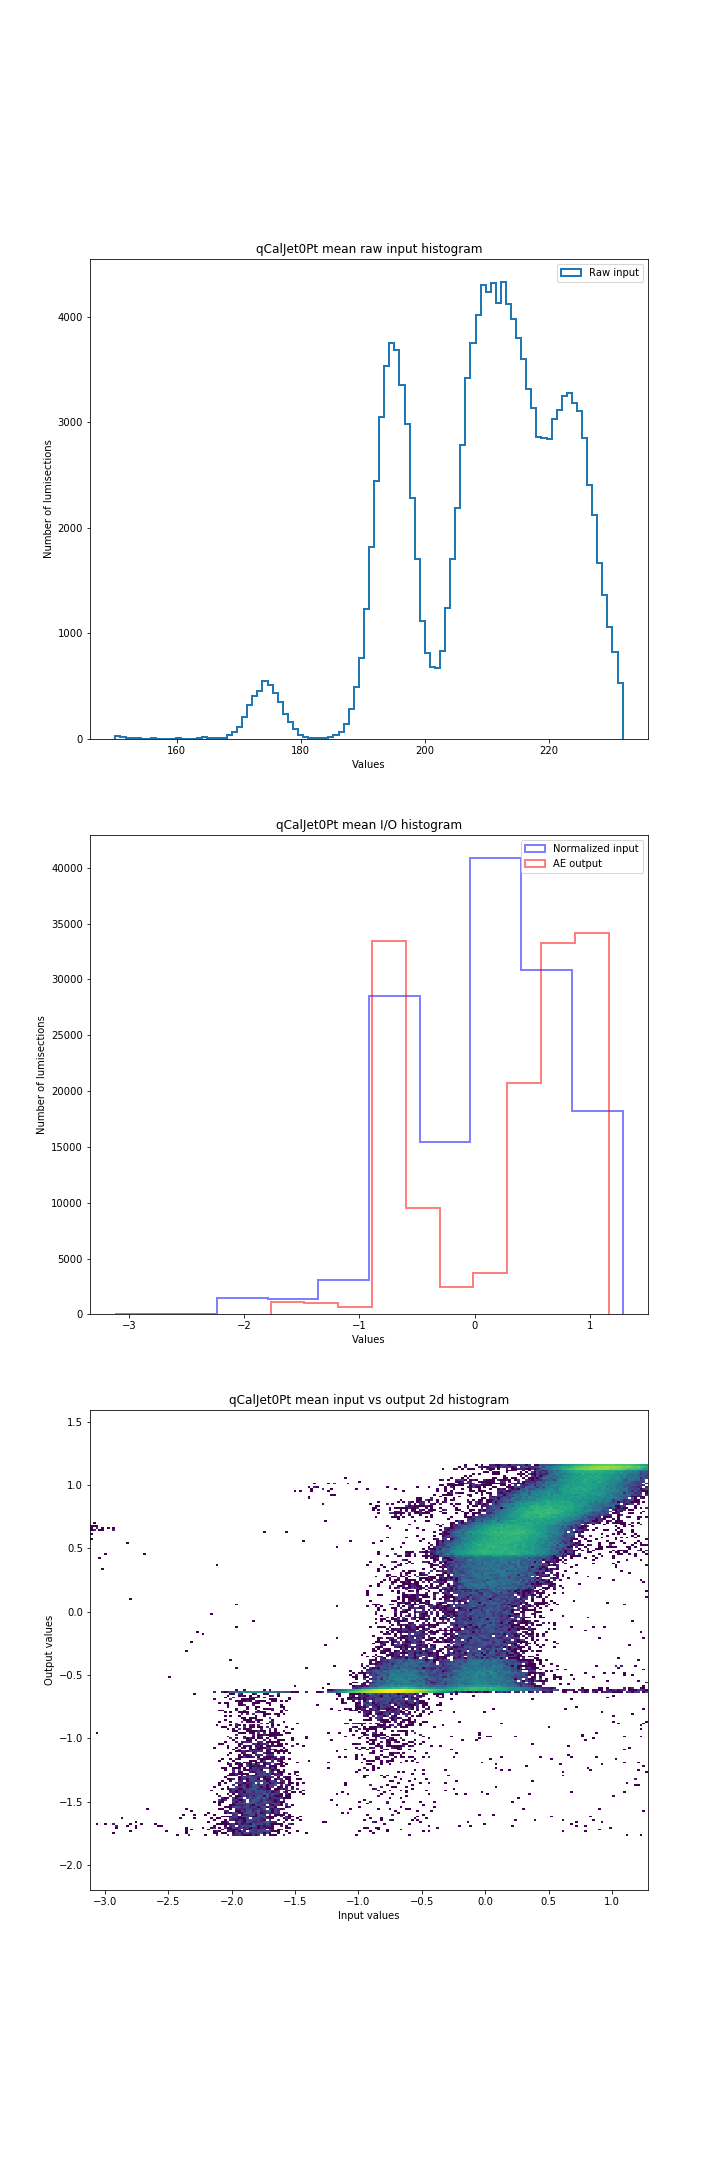 qCalJet0Pt mean raw input histogram
Raw input
4000
3000
2000
1000
0
Number of lumisections
160 180 200 220
Values
qCalJet0Pt mean I/O histogram
Normalized input
AE output
40000
35000
30000
25000
20000
15000
10000
5000
0
Number of lumisections
−3 −2 −1 0 1
Values
qCalJet0Pt mean input vs output 2d histogram
1.5
1.0
0.5
0.0
−0.5
−1.0
−1.5
−2.0
Output values
−3.0 −2.5 −2.0 −1.5 −1.0 −0.5 0.0 0.5 1.0
Input values